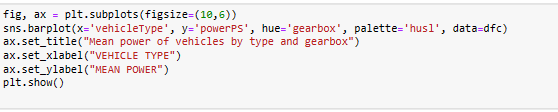 fig, ax = plt.subplots(figsize=(10,6))
sns.barplot(x='vehicleType', y='powerPS', hue='gearbox', palette='husl', data=dfc)
ax.set_title("Mean power of vehicles by type and gearbox")
ax.set_xlabel("VEHICLE TYPE")
ax.set_ylabel("MEAN POWER")
plt.show()